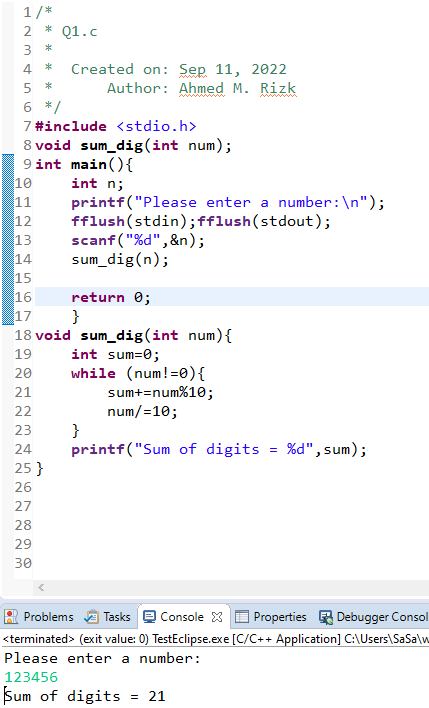 1 /*
2  * Q1.c
3  *
4  *  Created on: Sep 11, 2022
5  *      Author: Ahmed M. Rizk
6  */
7 #include <stdio.h>
8 void sum_dig(int num);
9 int main(){
10     int n;
11     printf("Please enter a number:\n");
12     fflush(stdin);fflush(stdout);
13     scanf("%d",&n);
14     sum_dig(n);
15
16     return 0;
17     }
18 void sum_dig(int num){
19     int sum=0;
20     while (num!=0){
21         sum+=num%10;
22         num/=10;
23     }
24     printf("Sum of digits = %d",sum);
25 }
26
27
28
29
30
Problems Tasks Console Properties Debugger Consol
<terminated> (exit value: 0) TestEclipse.exe [C/C++ Application] C:\Users\SaSa\w
Please enter a number:
123456
Sum of digits = 21